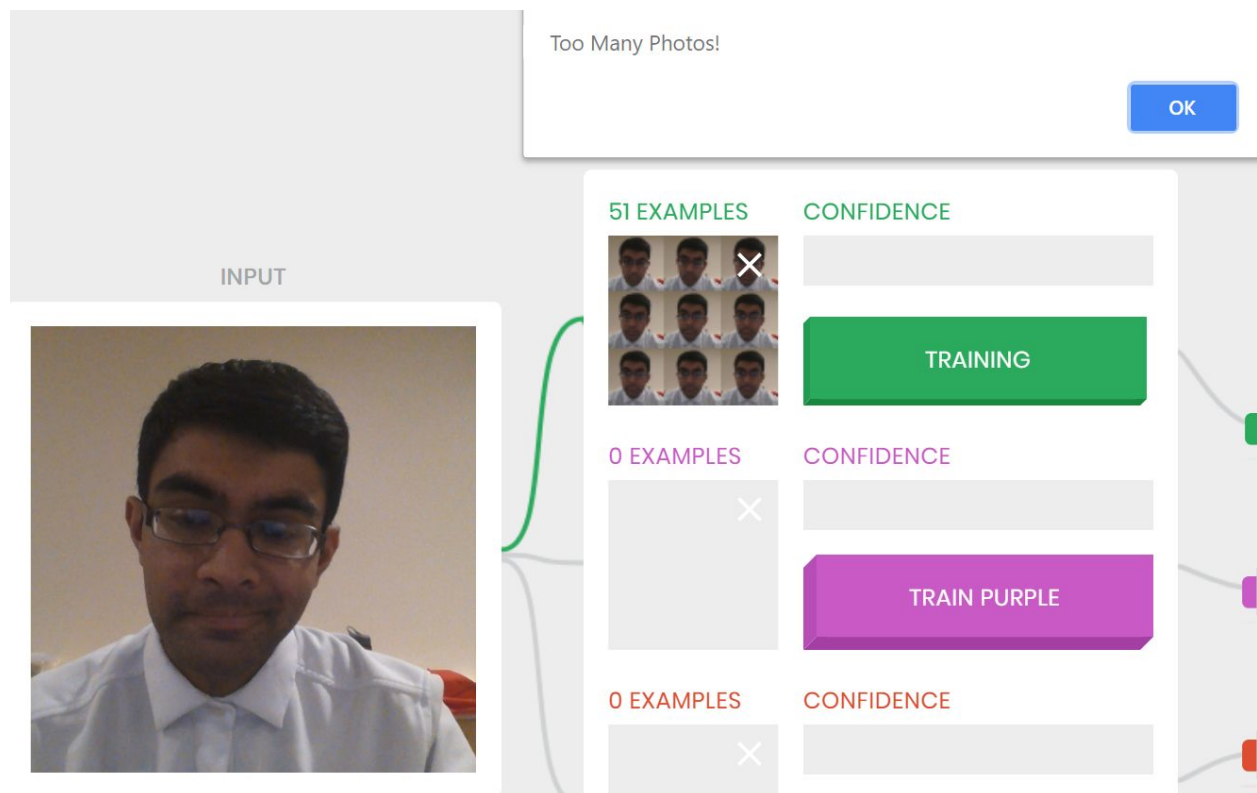 Too Many Photos!
OK
INPUT
51 EXAMPLES
CONFIDENCE
TRAINING
0 EXAMPLES
CONFIDENCE
TRAIN PURPLE
0 EXAMPLES
CONFIDENCE